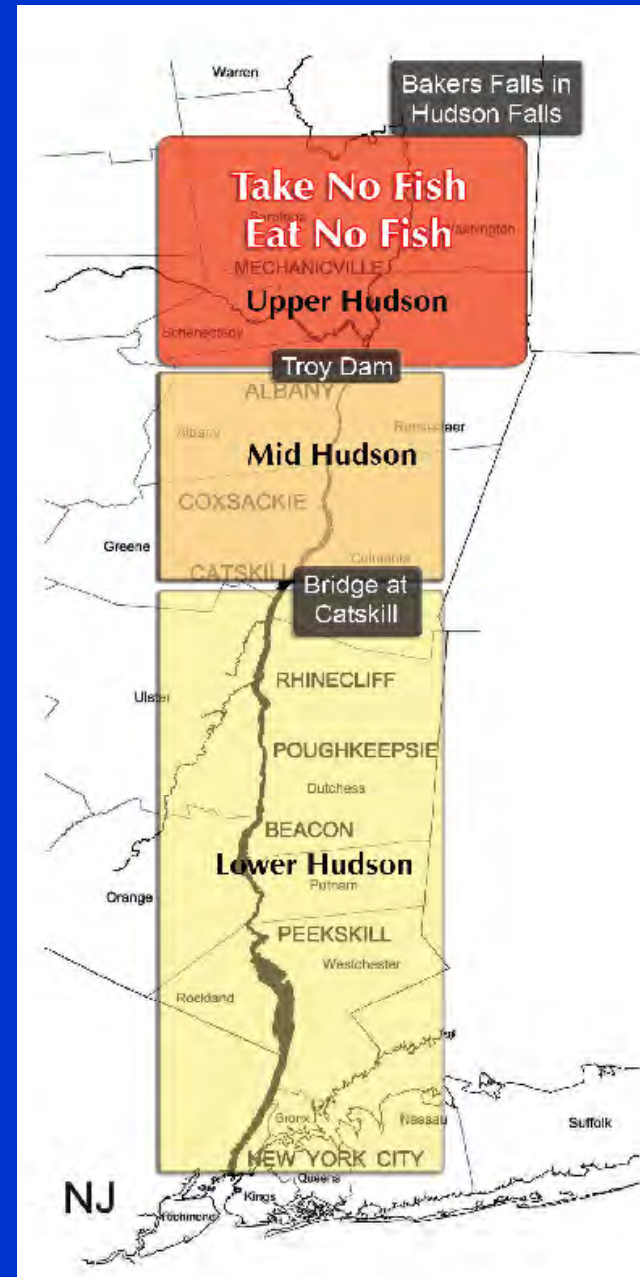 Warren
Bakers Falls in
Hudson Falls
Take No Fish
Saratoga
Eat No Fish
Washington
MECHANICVILLE
Upper Hudson
Schenectady
Troy Dam
ALBANY
Albany
Rensselaer
Mid Hudson
COXSACKIE
Greene
Columbia
CATSKILL
Bridge at
Catskill
RHINECLIFF
Ulster
POUGHKEEPSIE
Dutchess
BEACON
Lower Hudson
Putnam
Orange
PEEKSKILL
Westchester
Rockland
Bronx
Nassau
Suffolk
NEW YORK CITY
Queens
NJ
Kings
Richmond